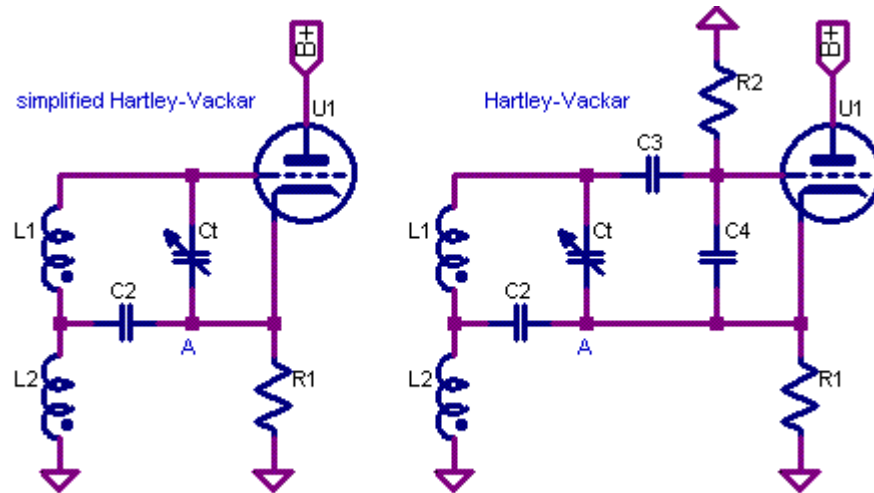 B+
B+
simplified Hartley-Vackar
U1
Hartley-Vackar
R2
U1
C3
L1
Ct
L1
Ct
C4
C2
C2
A
A
L2
R1
L2
R1